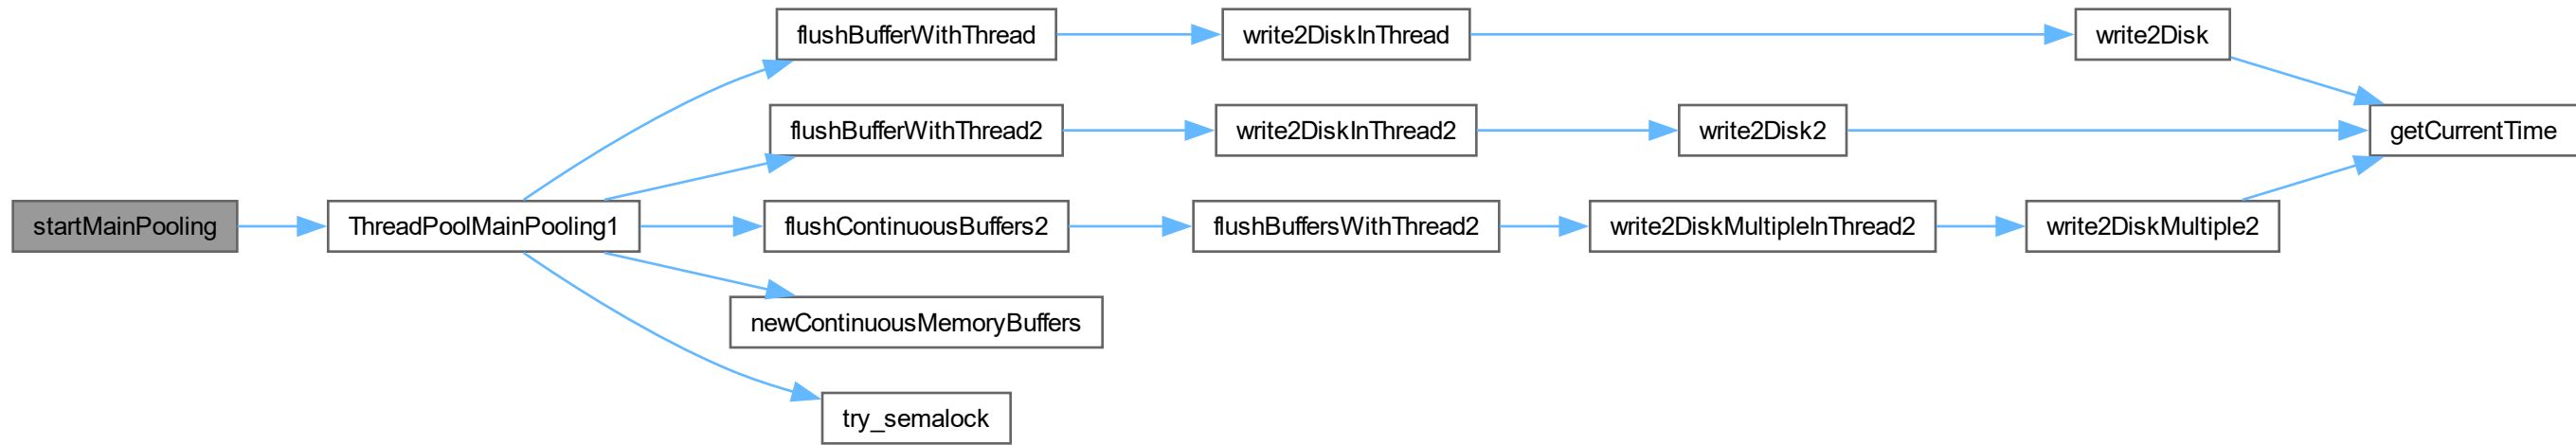 flushBufferWithThread
write2DiskInThread
write2Disk
flushBufferWithThread2
write2DiskInThread2
write2Disk2
getCurrentTime
startMainPooling
ThreadPoolMainPooling1
flushContinuousBuffers2
flushBuffersWithThread2
write2DiskMultipleInThread2
write2DiskMultiple2
newContinuousMemoryBuffers
try_semalock